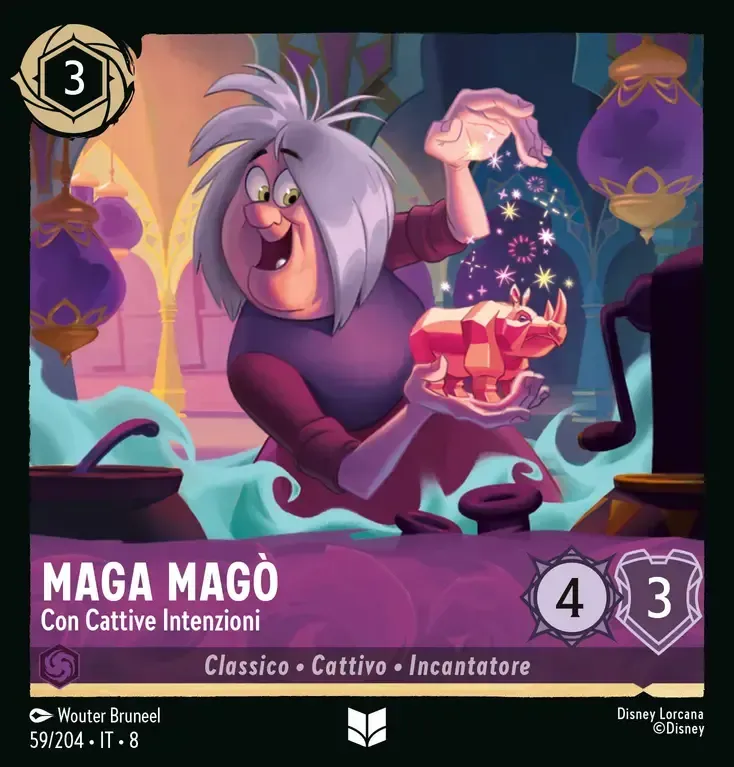 3
MAGA MAGÒ
Con Cattive Intenzioni
4
3
Classico • Cattivo • Incantatore
Wouter Bruneel
59/204 • IT • 8
Disney Lorcana
©Disney